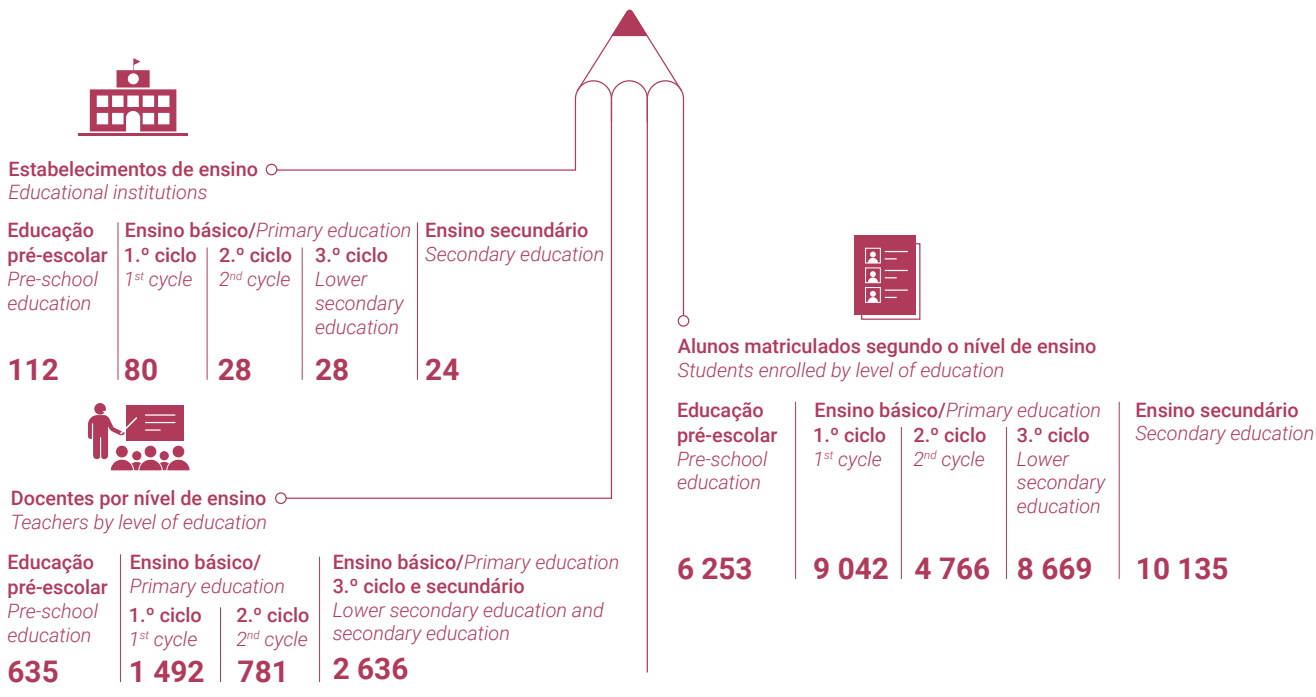 Estabelecimentos de ensino
Educational institutions
Educação
pré-escolar
Pre-school
education
112
Ensino básico/Primary education
1.º ciclo
1st cycle
80
2.º ciclo
2nd cycle
28
3.º ciclo
Lower
secondary
education
28
Ensino secundário
Secondary education
24
Docentes por nível de ensino
Teachers by level of education
Educação
pré-escolar
Pre-school
education
635
Ensino básico/
Primary education
1.º ciclo
1st cycle
1 492
2.º ciclo
2nd cycle
781
Ensino básico/Primary education
3.º ciclo e secundário
Lower secondary education and
secondary education
2 636
Alunos matriculados segundo o nível de ensino
Students enrolled by level of education
Educação
pré-escolar
Pre-school
education
6 253
Ensino básico/Primary education
1.º ciclo
1st cycle
9 042
2.º ciclo
2nd cycle
4 766
3.º ciclo
Lower
secondary
education
8 669
Ensino secundário
Secondary education
10 135